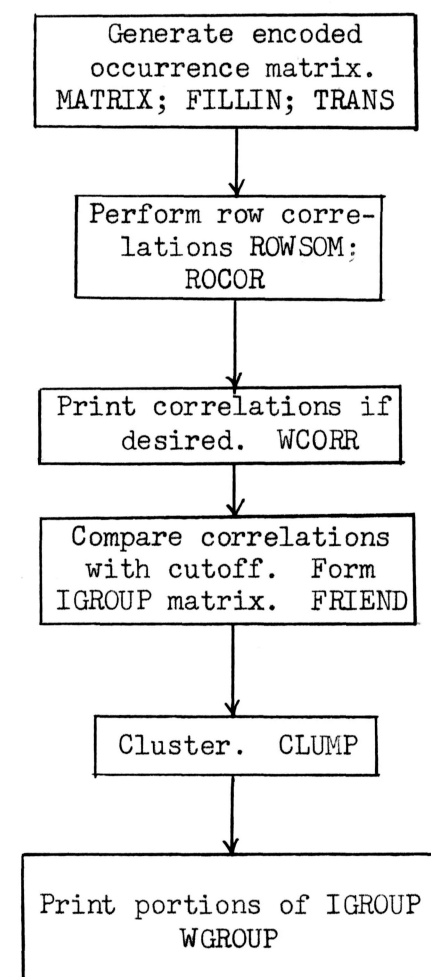 Generate encoded
occurrence matrix.
MATRIX; FILLIN; TRANS
Perform row corre-
lations ROWSOM;
ROCOR
Print correlations if
desired. WCORR
Compare correlations
with cutoff. Form
IGROUP matrix. FRIEND
Cluster. CLUMP
Print portions of IGROUP
WGROUP